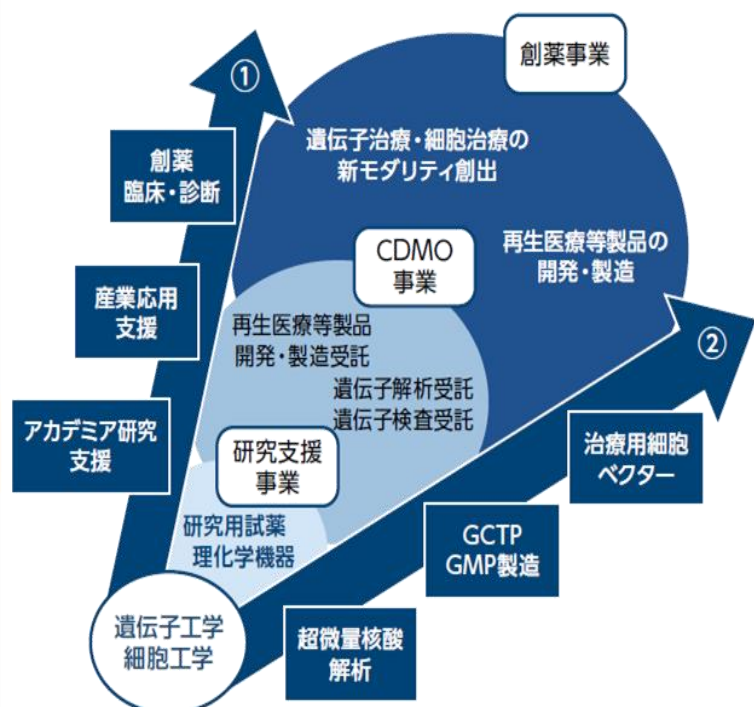 ①
創薬事業
創薬
臨床・診断
遺伝子治療・細胞治療の
新モダリティ創出
CDMO
事業
再生医療等製品の
開発・製造
産業応用
支援
再生医療等製品
開発・製造受託
遺伝子解析受託
遺伝子検査受託
②
アカデミア研究
支援
研究支援
事業
治療用細胞
ベクター
研究用試薬
理化学機器
GCTP
GMP製造
遺伝子工学
細胞工学
超微量核酸
解析